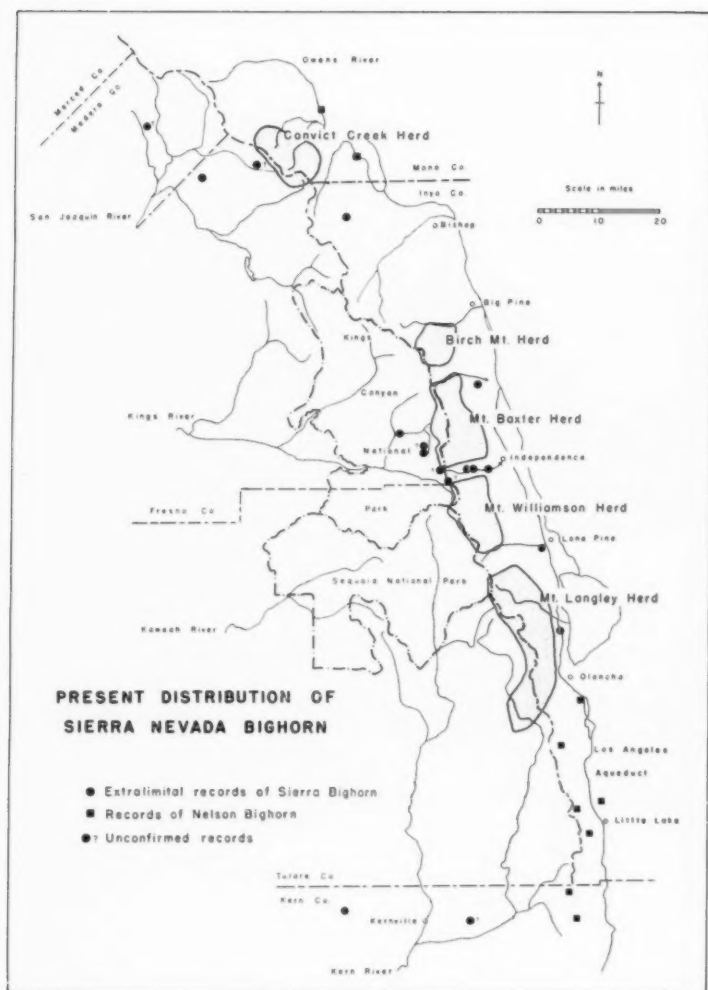 Owens River
N
Merced Co.
Madera Co.
Convict Creek Herd
Mono Co.
Inyo Co.
Scale in miles
0 10 20
San Joaquin River
Bishop
Big Pine
Birch Mt. Herd
Kings
Canyon
Mt. Baxter Herd
Kings River
National
Independence
Mt. Williamson Herd
Fresno Co.
Park
Lone Pine
Sequoia National Park
Mt. Langley Herd
Kaweah River
Olancha
PRESENT DISTRIBUTION OF
SIERRA NEVADA BIGHORN
Los Angeles
Aqueduct
Extralimital records of Sierra Bighorn
Records of Nelson Bighorn
? Unconfirmed records
Little Lake
Tulare Co.
Kern Co.
Kernville
Kern River